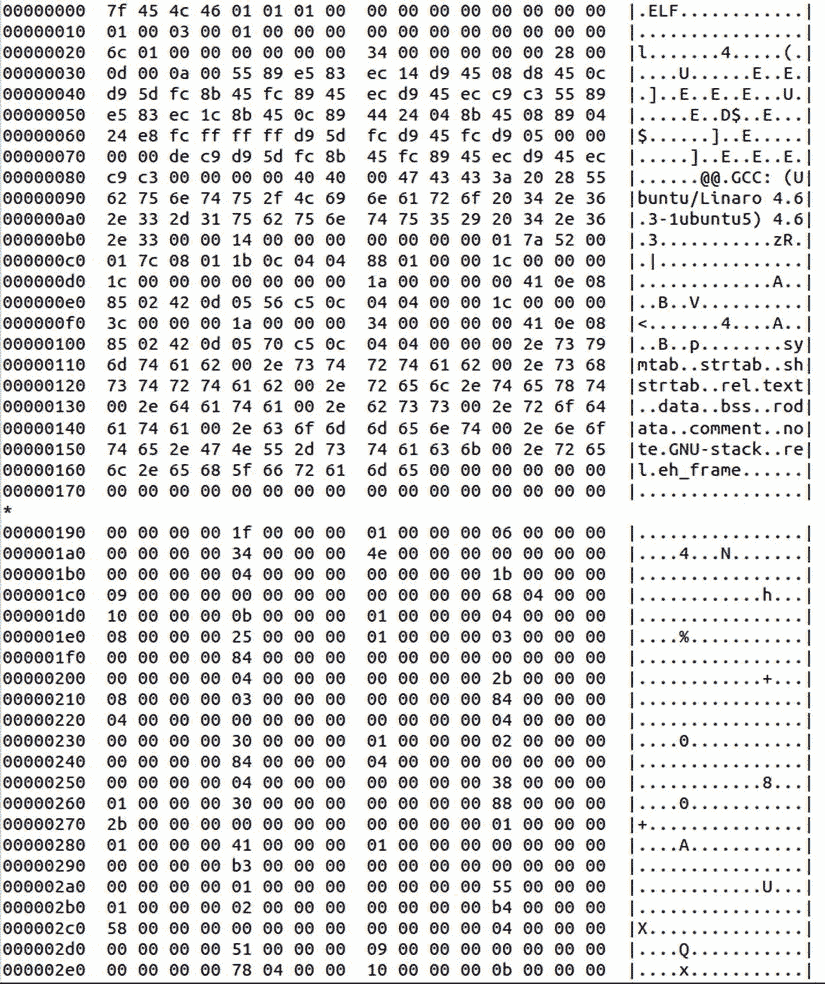 00000000 7f 45 4c 46 01 01 01 00 00 00 00 00 00 00 00 00 |.ELF............|
00000010 01 00 03 00 01 00 00 00 00 00 00 00 00 00 00 00 |................|
00000020 6c 01 00 00 00 00 00 00 34 00 00 00 00 00 28 00 |l.......4.....(.|
00000030 0d 00 0a 00 55 89 e5 83 ec 14 d9 45 08 d8 45 0c |....U......E..E.|
00000040 d9 5d fc 8b 45 fc 89 45 ec d9 45 ec c9 c3 55 89 |.]..E..E..E...U.|
00000050 e5 83 ec 1c 8b 45 0c 89 44 24 04 8b 45 08 89 04 |.....E..D$..E...|
00000060 24 e8 fc ff ff ff d9 5d fc d9 45 fc d9 05 00 00 |$......]..E.....|
00000070 00 00 de c9 d9 5d fc 8b 45 fc 89 45 ec d9 45 ec |.....]..E..E..E.|
00000080 c9 c3 00 00 00 00 40 40 00 47 43 43 3a 20 28 55 |......@@.GCC: (U|
00000090 62 75 6e 74 75 2f 4c 69 6e 61 72 6f 20 34 2e 36 |buntu/Linaro 4.6|
000000a0 2e 33 2d 31 75 62 75 6e 74 75 35 29 20 34 2e 36 |.3-1ubuntu5) 4.6|
000000b0 2e 33 00 00 14 00 00 00 00 00 00 00 01 7a 52 00 |.3...........zR.|
000000c0 01 7c 08 01 1b 0c 04 04 88 01 00 00 1c 00 00 00 |.|..............|
000000d0 1c 00 00 00 00 00 00 00 1a 00 00 00 00 41 0e 08 |.............A..|
000000e0 85 02 42 0d 05 56 c5 0c 04 04 00 00 1c 00 00 00 |..B..V..........|
000000f0 3c 00 00 00 1a 00 00 00 34 00 00 00 00 41 0e 08 |<.......4....A..|
00000100 85 02 42 0d 05 70 c5 0c 04 04 00 00 00 2e 73 79 |..B..p........sy|
00000110 6d 74 61 62 00 2e 73 74 72 74 61 62 00 2e 73 68 |mtab..strtab..sh|
00000120 73 74 72 74 61 62 00 2e 72 65 6c 2e 74 65 78 74 |strtab..rel.text|
00000130 00 2e 64 61 74 61 00 2e 62 73 73 00 2e 72 6f 64 |..data..bss..rod|
00000140 61 74 61 00 2e 63 6f 6d 6d 65 6e 74 00 2e 6e 6f |ata..comment..no|
00000150 74 65 2e 47 4e 55 2d 73 74 61 63 6b 00 2e 72 65 |te.GNU-stack..re|
00000160 6c 2e 65 68 5f 66 72 61 6d 65 00 00 00 00 00 00 |l.eh_frame......|
00000170 00 00 00 00 00 00 00 00 00 00 00 00 00 00 00 00 |................|
*
00000190 00 00 00 00 1f 00 00 00 01 00 00 00 06 00 00 00 |................|
000001a0 00 00 00 00 34 00 00 00 4e 00 00 00 00 00 00 00 |....4...N.......|
000001b0 00 00 00 00 04 00 00 00 00 00 00 00 1b 00 00 00 |................|
000001c0 09 00 00 00 00 00 00 00 00 00 00 00 68 04 00 00 |............h...|
000001d0 10 00 00 00 0b 00 00 00 01 00 00 00 04 00 00 00 |................|
000001e0 08 00 00 00 25 00 00 00 01 00 00 00 03 00 00 00 |....%...........|
000001f0 00 00 00 00 84 00 00 00 00 00 00 00 00 00 00 00 |................|
00000200 00 00 00 00 04 00 00 00 00 00 00 00 2b 00 00 00 |............+...|
00000210 08 00 00 00 03 00 00 00 00 00 00 00 84 00 00 00 |................|
00000220 04 00 00 00 00 00 00 00 00 00 00 00 04 00 00 00 |................|
00000230 00 00 00 00 30 00 00 00 01 00 00 00 02 00 00 00 |....0...........|
00000240 00 00 00 00 84 00 00 00 04 00 00 00 00 00 00 00 |................|
00000250 00 00 00 00 04 00 00 00 00 00 00 00 38 00 00 00 |............8...|
00000260 01 00 00 00 30 00 00 00 00 00 00 00 88 00 00 00 |....0...........|
00000270 2b 00 00 00 00 00 00 00 00 00 00 00 01 00 00 00 |+...............|
00000280 01 00 00 00 41 00 00 00 01 00 00 00 00 00 00 00 |....A...........|
00000290 00 00 00 00 b3 00 00 00 00 00 00 00 00 00 00 00 |................|
000002a0 00 00 00 00 01 00 00 00 00 00 00 00 55 00 00 00 |............U...|
000002b0 01 00 00 00 02 00 00 00 00 00 00 00 b4 00 00 00 |................|
000002c0 58 00 00 00 00 00 00 00 00 00 00 00 04 00 00 00 |X...............|
000002d0 00 00 00 00 51 00 00 00 09 00 00 00 00 00 00 00 |....Q...........|
000002e0 00 00 00 00 78 04 00 00 10 00 00 00 0b 00 00 00 |....x...........|